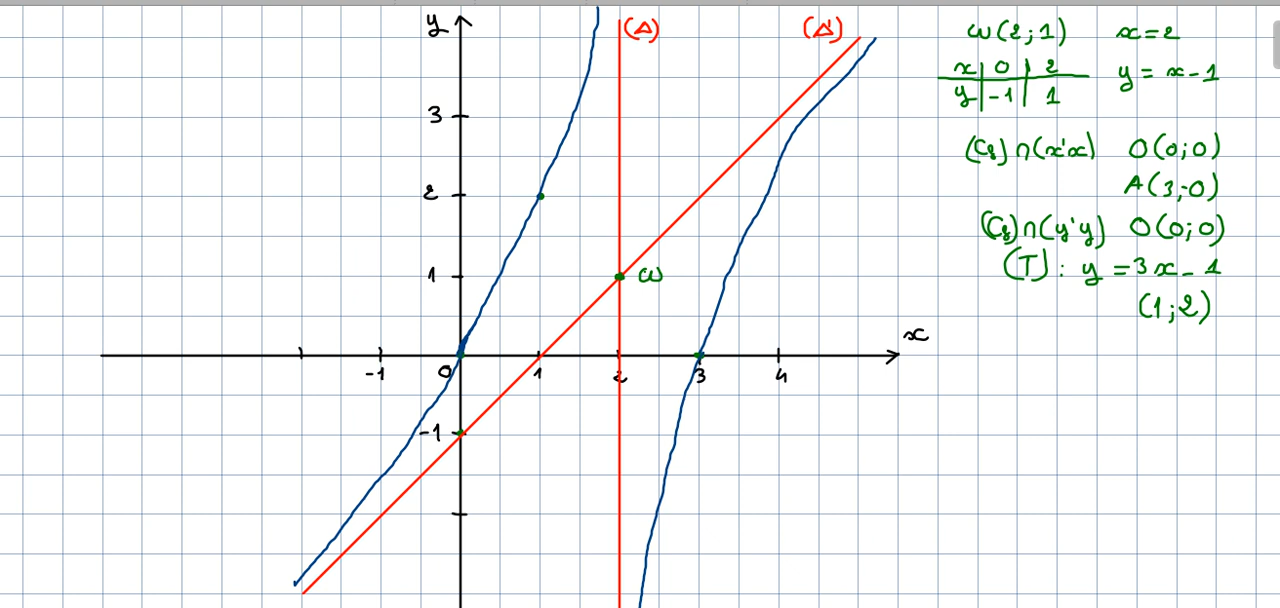 y (Δ) (Δ')
ω(2;1) x=2
x 0 2 y = x-1
y -1 1
3
(Cf)∩(x'x) O(0;0)
A(3;0)
2
(Cf)∩(y'y) O(0;0)
1 ω (T): y =3x-1
(1;2)
x
-1 0 1 2 3 4
-1